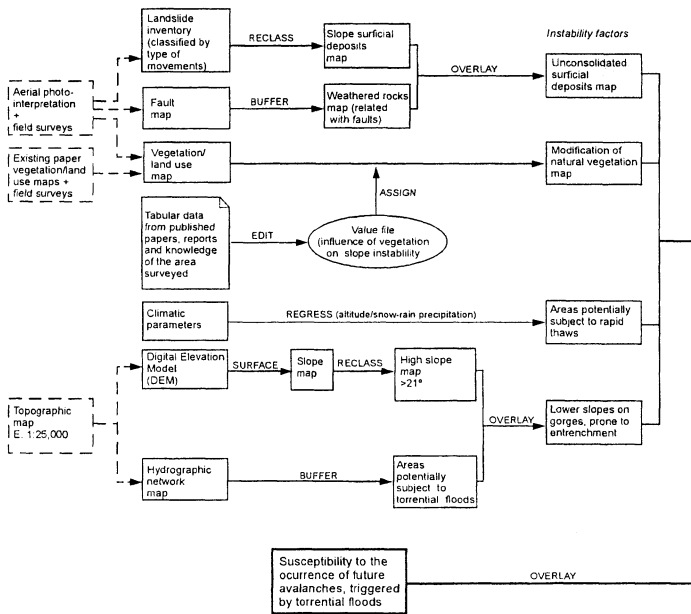 Instability factors
Landslide
inventory
(classified by
type of
movements)
RECLASS
Slope surficial
deposits
map
OVERLAY
Unconsolidated
surficial
deposits map
Aerial photo-
interpretation
+
field surveys
Fault
map
BUFFER
Weathered rocks
map (related
with faults)
Existing paper
vegetation/land
use maps +
field surveys
Vegetation/
land use
map
Modification of
natural vegetation
map
ASSIGN
Tabular data
from published
papers, reports
and knowledge
of the area
surveyed
EDIT
Value file
(influence of vegetation
on slope instablility
Climatic
parameters
REGRESS (altitude/snow-rain precipitation)
Areas potentially
subject to rapid
thaws
Digital Elevation
Model
(DEM)
SURFACE
Slope
map
RECLASS
High slope
map
>21º
Topographic
map
E. 1:25,000
OVERLAY
Lower slopes on
gorges, prone to
entrenchment
Hydrographic
network
map
BUFFER
Areas
potentially
subject to
torrential floods
Susceptibility to the
ocurrence of future
avalanches, triggered
by torrential floods
OVERLAY